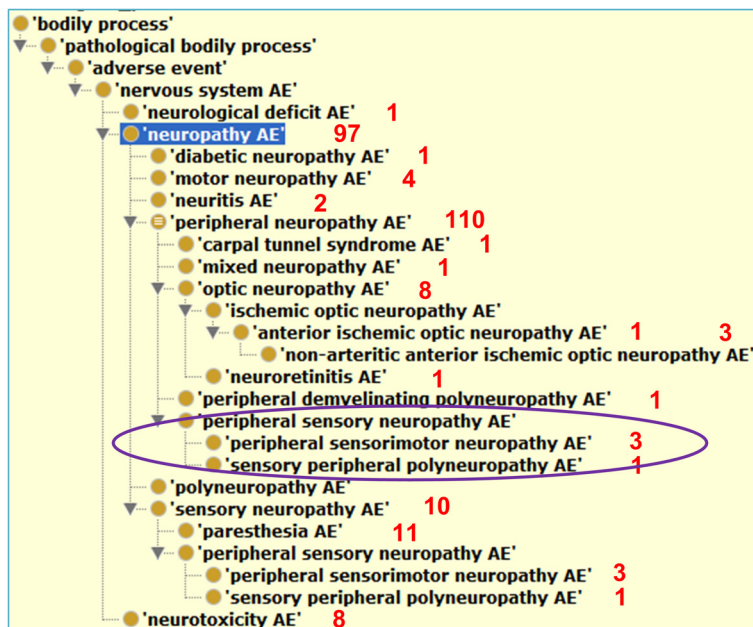 'bodily process'
'pathological bodily process'
'adverse event'
'nervous system AE'
'neurological deficit AE' 1
'neuropathy AE' 97
'diabetic neuropathy AE' 1
'motor neuropathy AE' 4
'neuritis AE' 2
'peripheral neuropathy AE' 110
'carpal tunnel syndrome AE' 1
'mixed neuropathy AE' 1
'optic neuropathy AE' 8
'ischemic optic neuropathy AE'
'anterior ischemic optic neuropathy AE' 1 3
'non-arteritic anterior ischemic optic neuropathy AE'
'neuroretinitis AE' 1
'peripheral demyelinating polyneuropathy AE' 1
'peripheral sensory neuropathy AE'
'peripheral sensorimotor neuropathy AE' 3
'sensory peripheral polyneuropathy AE' 1
'polyneuropathy AE'
'sensory neuropathy AE' 10
'paresthesia AE' 11
'peripheral sensory neuropathy AE'
'peripheral sensorimotor neuropathy AE' 3
'sensory peripheral polyneuropathy AE' 1
'neurotoxicity AE' 8